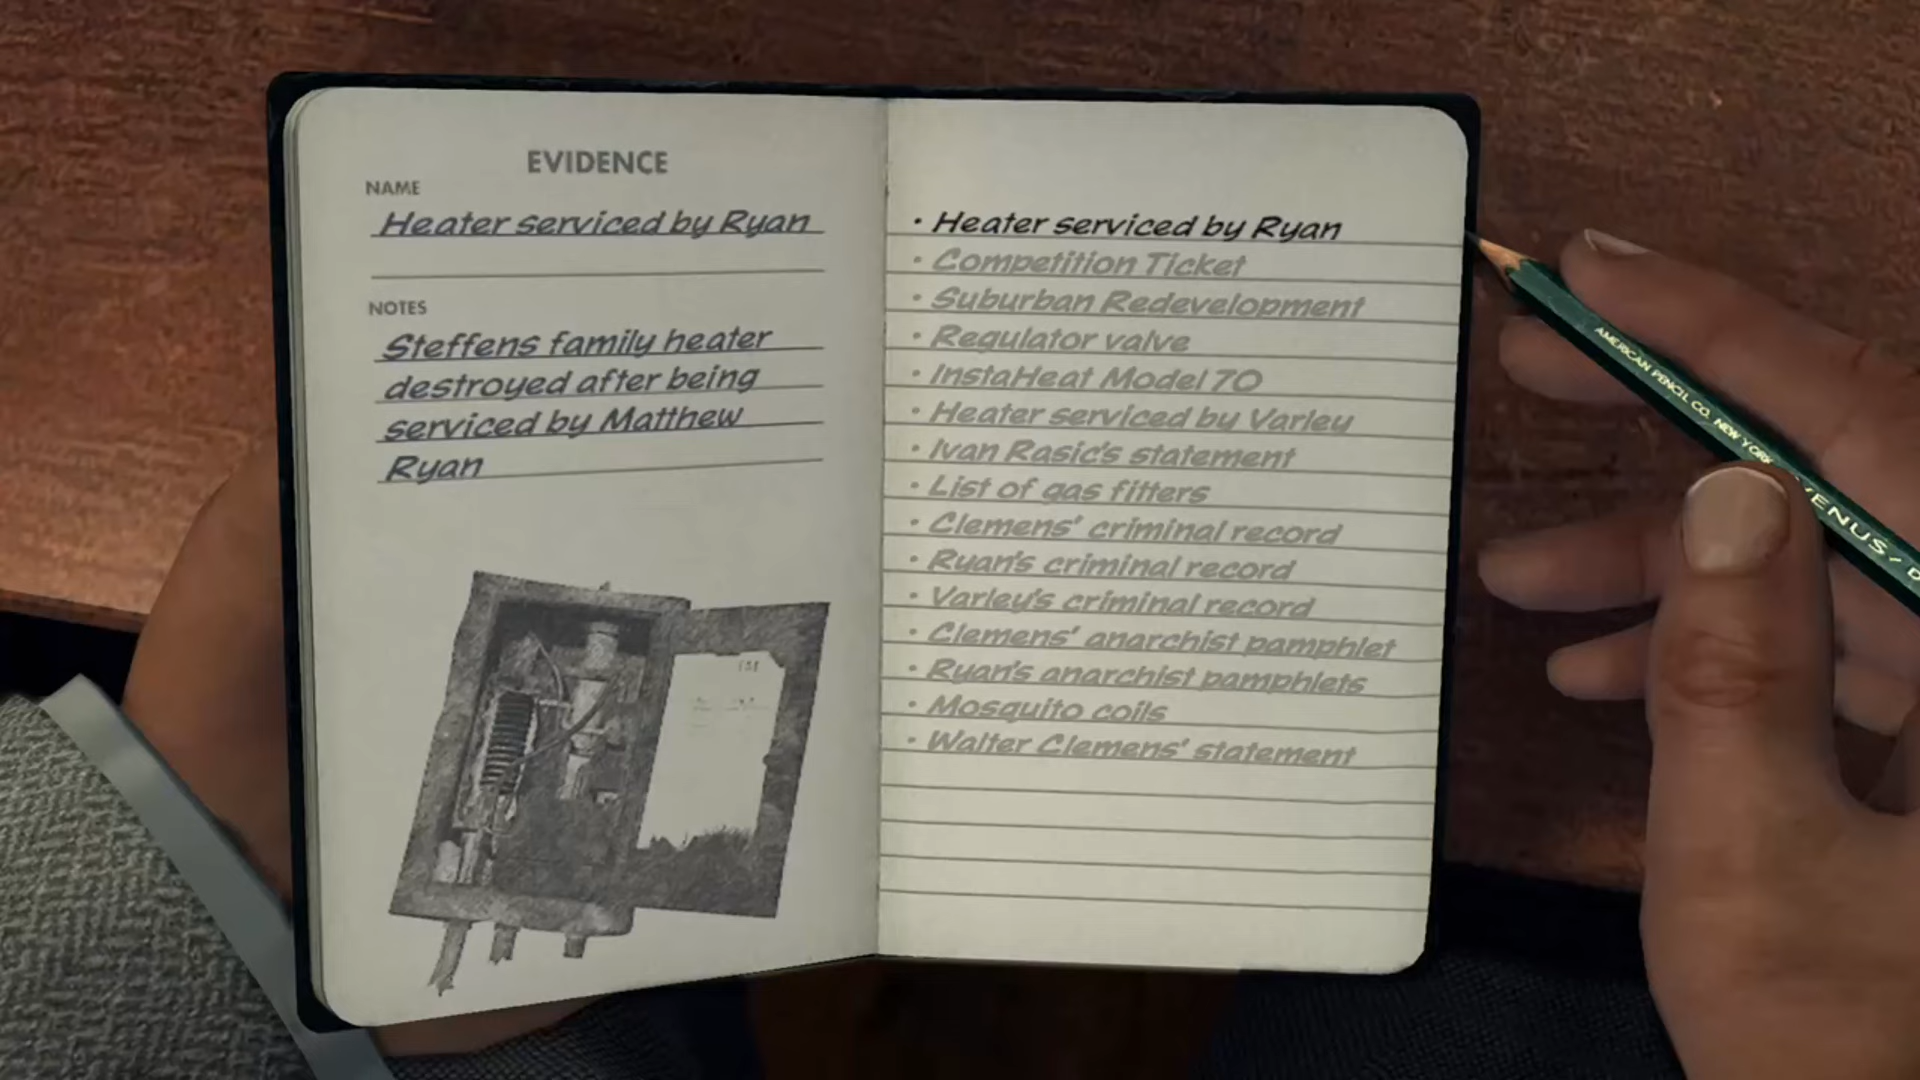 EVIDENCE
NAME
Heater serviced by Ryan
NOTES
Steffens family heater
destroyed after being
serviced by Matthew
Ryan
• Heater serviced by Ryan
• Competition Ticket
• Suburban Redevelopment
• Regulator valve
• InstaHeat Model 70
• Heater serviced by Varley
• Ivan Rasic's statement
• List of gas fitters
• Clemens' criminal record
• Ryan's criminal record
• Varley's criminal record
• Clemens' anarchist pamphlet
• Ryan's anarchist pamphlets
• Mosquito coils
• Walter Clemens' statement
AMERICAN PENCIL CO. NEW YORK
VENUS